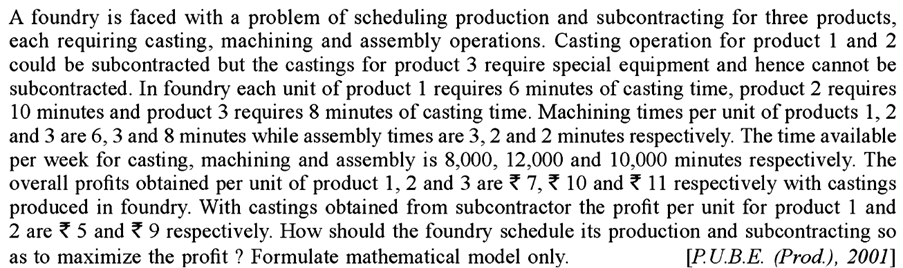 A foundry is faced with a problem of scheduling production and subcontracting for three products,
each requiring casting, machining and assembly operations. Casting operation for product 1 and 2
could be subcontracted but the castings for product 3 require special equipment and hence cannot be
subcontracted. In foundry each unit of product 1 requires 6 minutes of casting time, product 2 requires
10 minutes and product 3 requires 8 minutes of casting time. Machining times per unit of products 1, 2
and 3 are 6, 3 and 8 minutes while assembly times are 3, 2 and 2 minutes respectively. The time available
per week for casting, machining and assembly is 8,000, 12,000 and 10,000 minutes respectively. The
overall profits obtained per unit of product 1, 2 and 3 are ₹ 7, ₹ 10 and ₹ 11 respectively with castings
produced in foundry. With castings obtained from subcontractor the profit per unit for product 1 and
2 are ₹ 5 and ₹ 9 respectively. How should the foundry schedule its production and subcontracting so
as to maximize the profit ? Formulate mathematical model only. [P.U.B.E. (Prod.), 2001]